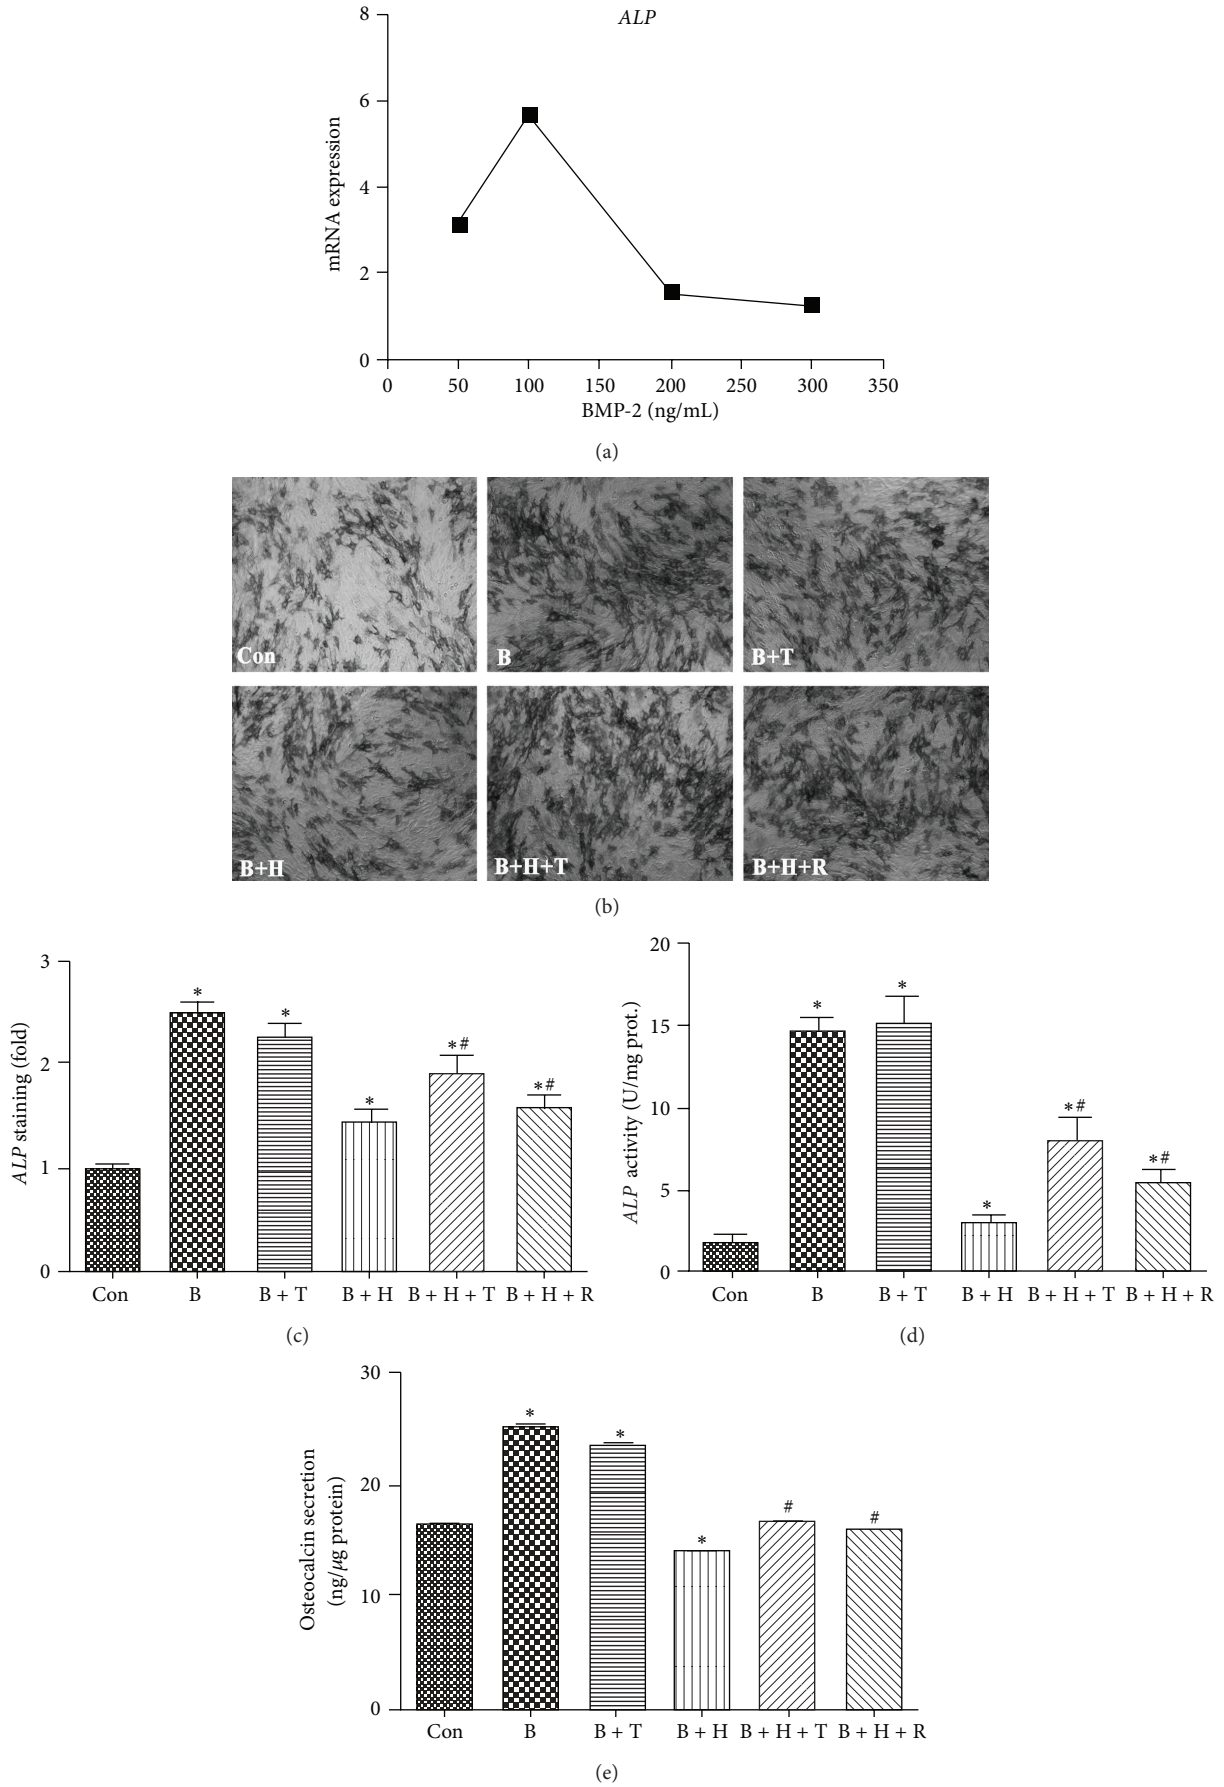 ALP
8
6
4
2
0
mRNA expression
0 50 100 150 200 250 300 350
BMP-2 (ng/mL)
(a)
Con B B+T
B+H B+H+T B+H+R
(b)
3
2
1
0
ALP staining (fold)
*
*
*
*#
*#
Con B B + T B + H B + H + T B + H + R
(c)
20
15
10
5
0
ALP activity (U/mg prot.)
*
*
*
*#
*#
Con B B + T B + H B + H + T B + H + R
(d)
30
20
10
0
Osteocalcin secretion
(ng/μg protein)
*
*
*
#
#
Con B B + T B + H B + H + T B + H + R
(e)